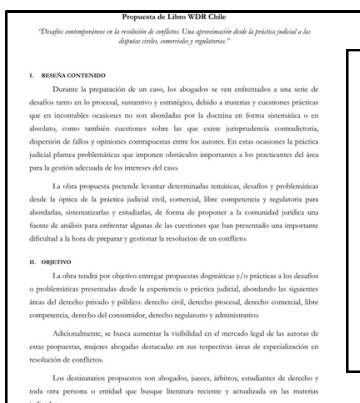 Propuesta de Libro WDR Chile
"Desafíos contemporáneos en la resolución de conflictos. Una aproximación desde la práctica judicial a las
disputas civiles, comerciales y regulatorias."
I. RESEÑA CONTENIDO
Durante la preparación de un caso, los abogados se ven enfrentados a una serie de
desafíos tanto en lo procesal, sustantivo y estratégico, debido a materias y cuestiones prácticas
que en incontables ocasiones no son abordadas por la doctrina en forma sistemática o en
absoluto, como también cuestiones sobre las que existe jurisprudencia contradictoria,
dispersión de fallos y opiniones contrapuestas entre los autores. En estas ocasiones la práctica
judicial plantea problemáticas que imponen obstáculos importantes a los practicantes del área
para la gestión adecuada de los intereses del caso.
La obra propuesta pretende levantar determinadas temáticas, desafíos y problemáticas
desde la óptica de la práctica judicial civil, comercial, libre competencia y regulatoria para
abordarlas, sistematizarlas y estudiarlas, de forma de proponer a la comunidad jurídica una
fuente de análisis para enfrentar algunas de las cuestiones que han presentado una importante
dificultad a la hora de preparar y gestionar la resolución de un conflicto.
II. OBJETIVO
La obra tendrá por objetivo entregar propuestas dogmáticas y/o prácticas a los desafíos
o problemáticas presentadas desde la experiencia o práctica judicial, abordando las siguientes
áreas del derecho privado y público: derecho civil, derecho procesal, derecho comercial, libre
competencia, derecho del consumidor, derecho regulatorio y administrativo.
Adicionalmente, se busca aumentar la visibilidad en el mercado legal de las autoras de
estas propuestas, mujeres abogadas destacadas en sus respectivas áreas de especialización en
resolución de conflictos.
Los destinatarios propuestos son abogados, jueces, árbitros, estudiantes de derecho y
toda otra persona o entidad que busque literatura reciente y actualizada en las materias